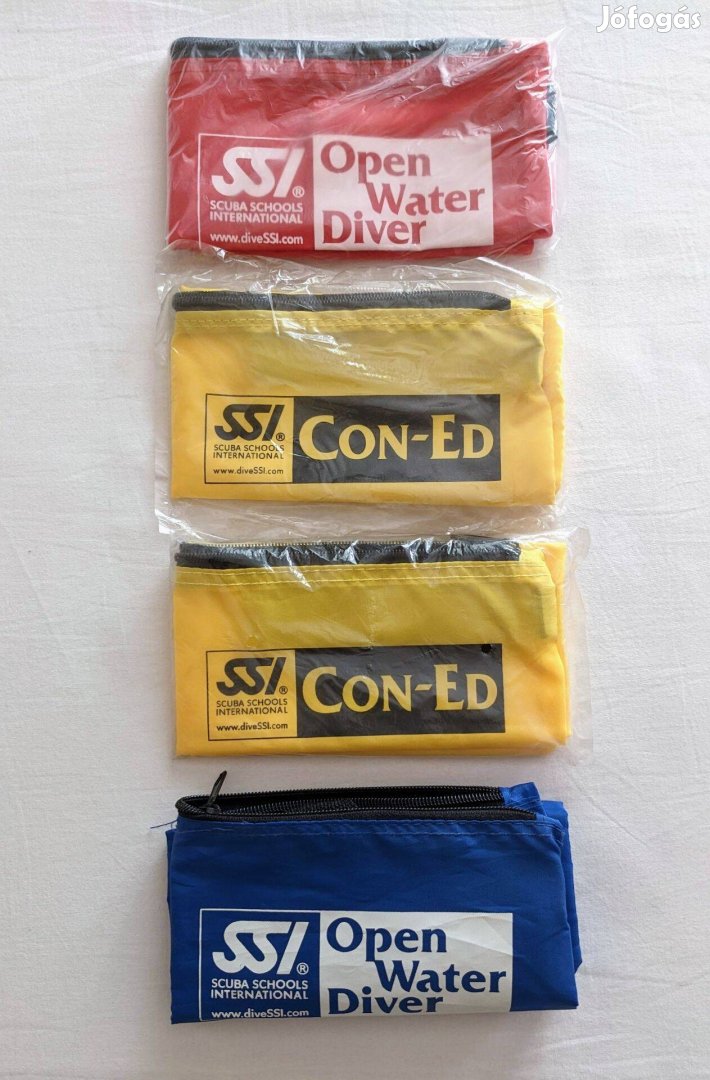 Jófogás
SSI®
SCUBA SCHOOLS
INTERNATIONAL
www.diveSSI.com
Open
Water
Diver
SSI®
SCUBA SCHOOLS
INTERNATIONAL
www.diveSSI.com
CON-ED
SSI®
SCUBA SCHOOLS
INTERNATIONAL
www.diveSSI.com
CON-ED
SSI®
SCUBA SCHOOLS
INTERNATIONAL
www.diveSSI.com
Open
Water
Diver